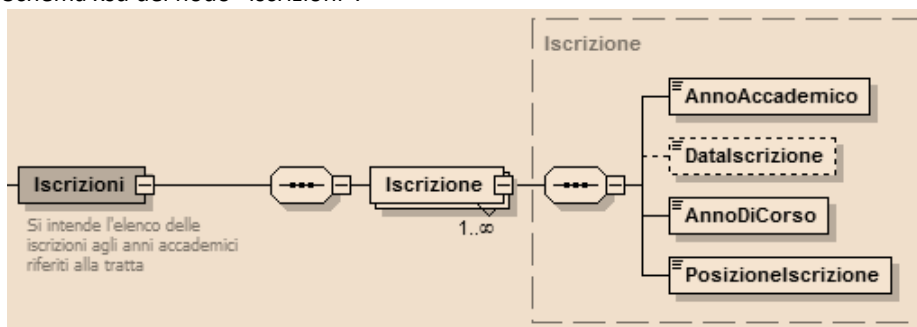 Schema xsd del nodo "Iscrizioni":
Iscrizione
AnnoAccademico
DataIscrizione
Iscrizioni
Iscrizione
AnnoDiCorso
Si intende l'elenco delle
iscrizioni agli anni accademici
riferiti alla tratta
1..∞
PosizioneIscrizione